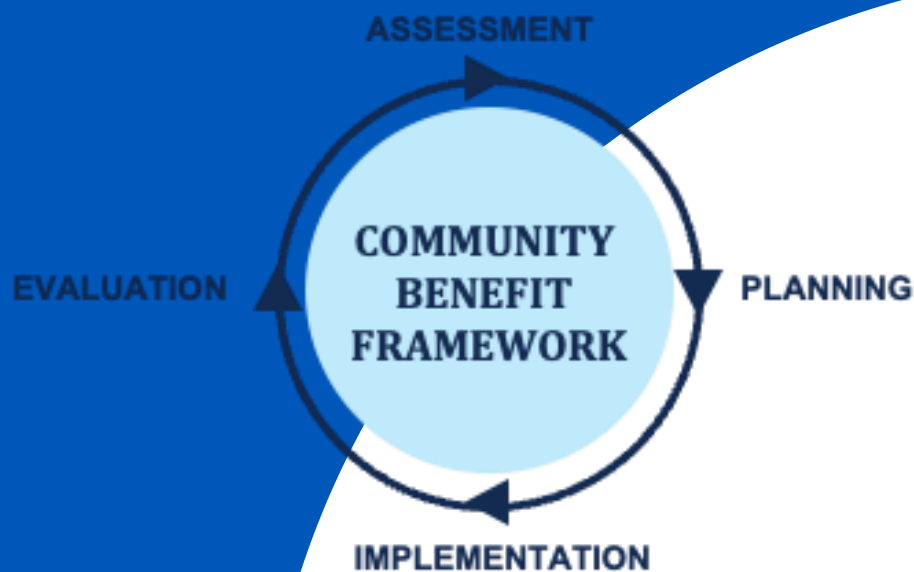 ASSESSMENT
COMMUNITY
BENEFIT
FRAMEWORK
EVALUATION
PLANNING
IMPLEMENTATION